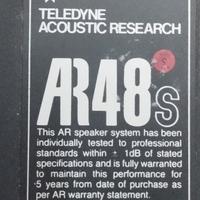 TELEDYNE
ACOUSTIC RESEARCH
AR48s
This AR speaker system has been
individually tested to professional
standards within ± 1dB of stated
specifications and is fully warranted
to maintain this performance for
5 years from date of purchase as
per AR warranty statement.